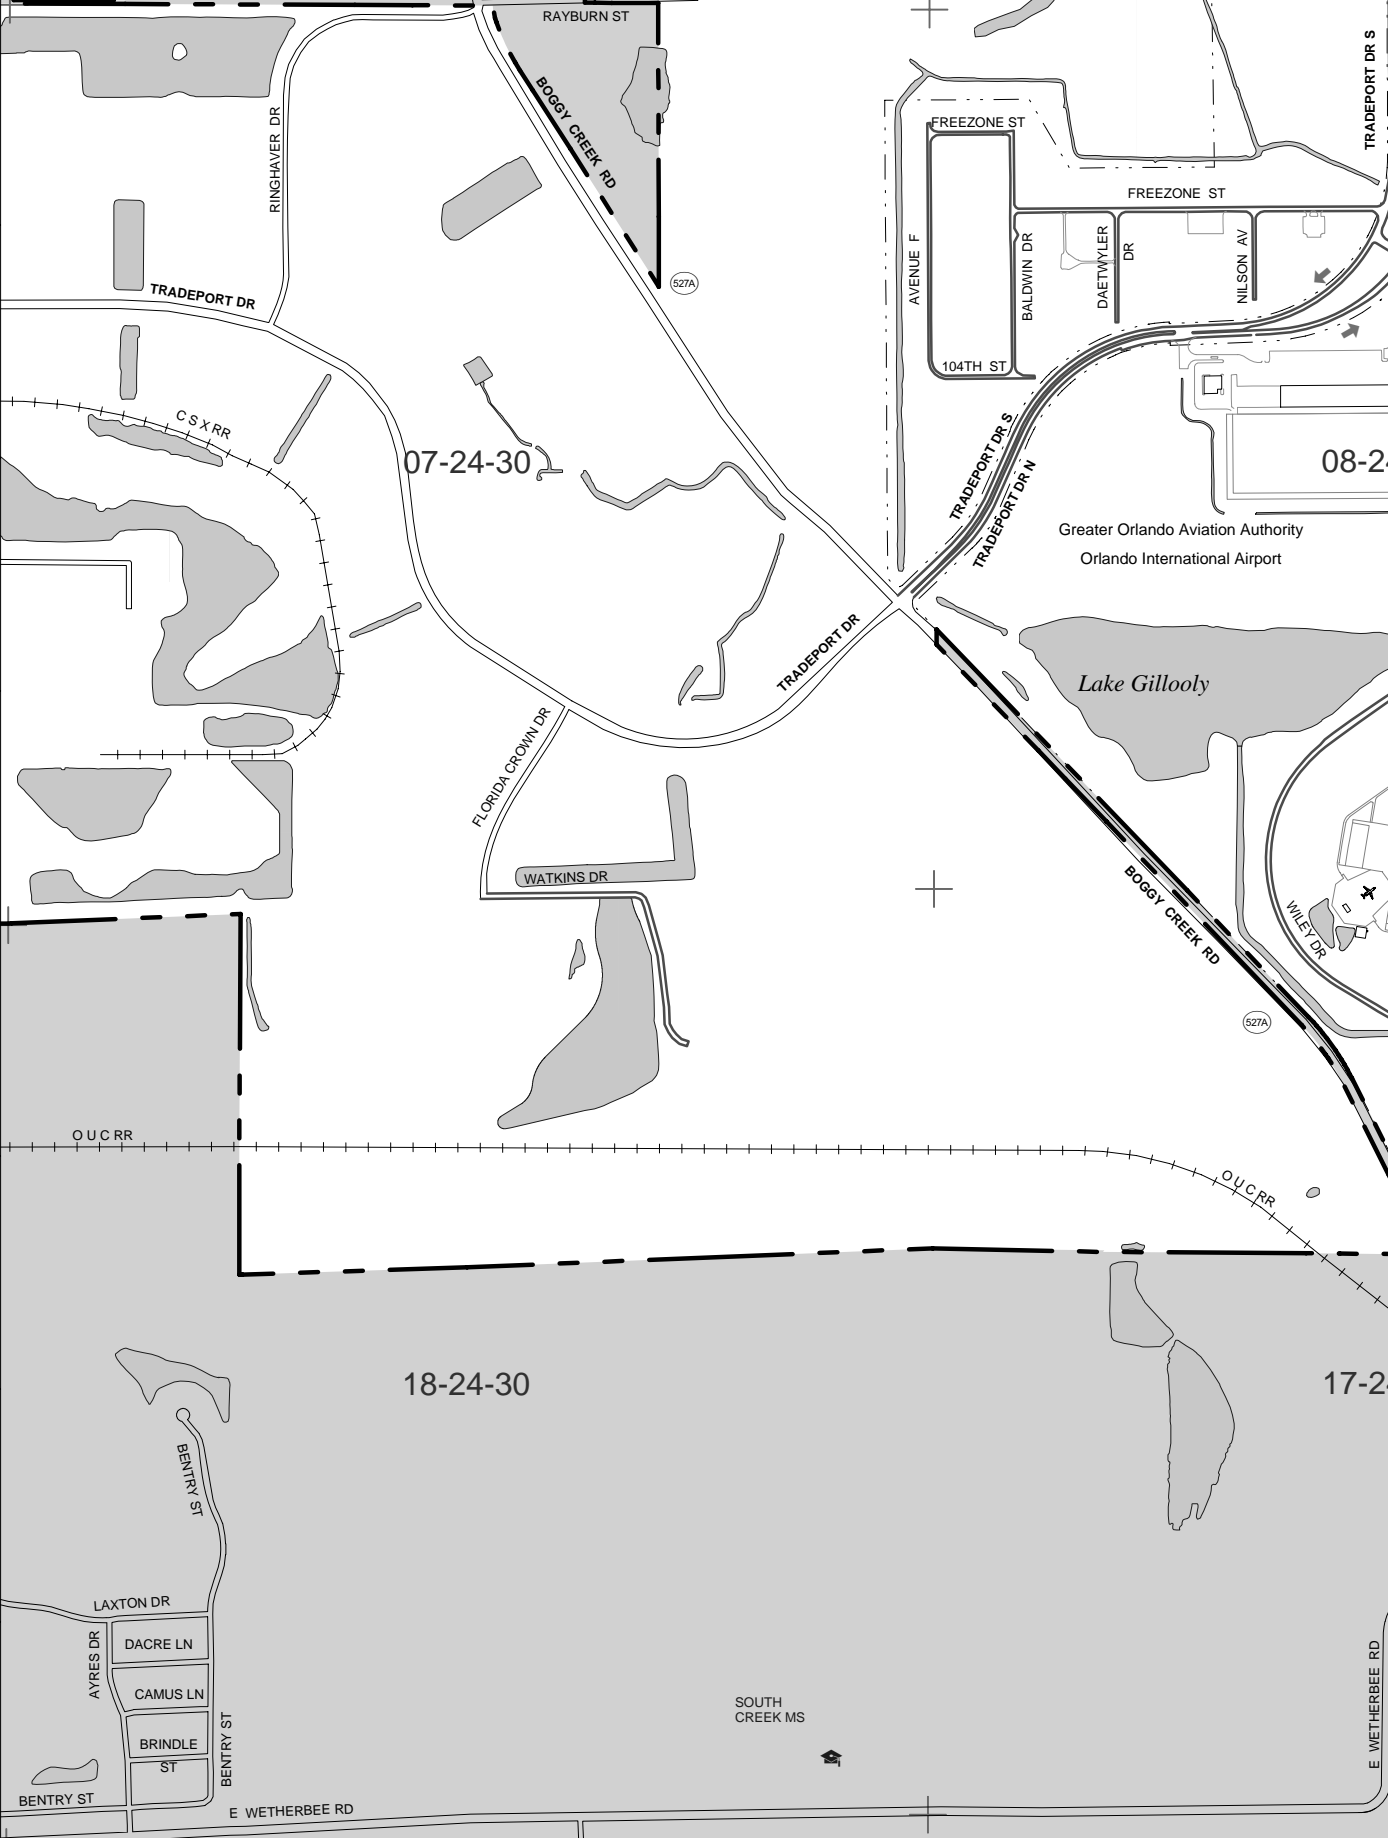 RAYBURN ST
TRADEPORT DR S
BOGGY CREEK RD
RINGHAVER DR
FREEZONE ST
FREEZONE ST
AVENUE F
BALDWIN DR
DAETWYLER
DR
NILSON AV
527A
TRADEPORT DR
104TH ST
C S X RR
07-24-30
08-24
TRADEPORT DR S
TRADEPORT DR N
Greater Orlando Aviation Authority
Orlando International Airport
TRADEPORT DR
Lake Gillooly
FLORIDA CROWN DR
WATKINS DR
BOGGY CREEK RD
WILEY DR
527A
O U C RR
O U C RR
18-24-30
17-2
BENTRY ST
LAXTON DR
AYRES DR
DACRE LN
CAMUS LN
BRINDLE
ST
BENTRY ST
BENTRY ST
E WETHERBEE RD
SOUTH
CREEK MS
E WETHERBEE RD